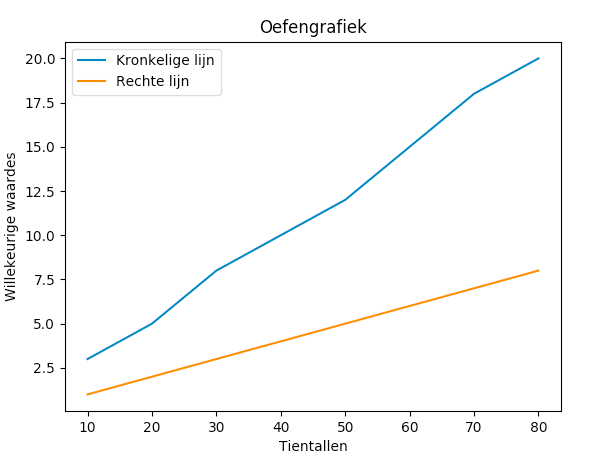 Oefengrafiek
Kronkelige lijn
Rechte lijn
Willekeurige waardes
20.0
17.5
15.0
12.5
10.0
7.5
5.0
2.5
10 20 30 40 50 60 70 80
Tientallen